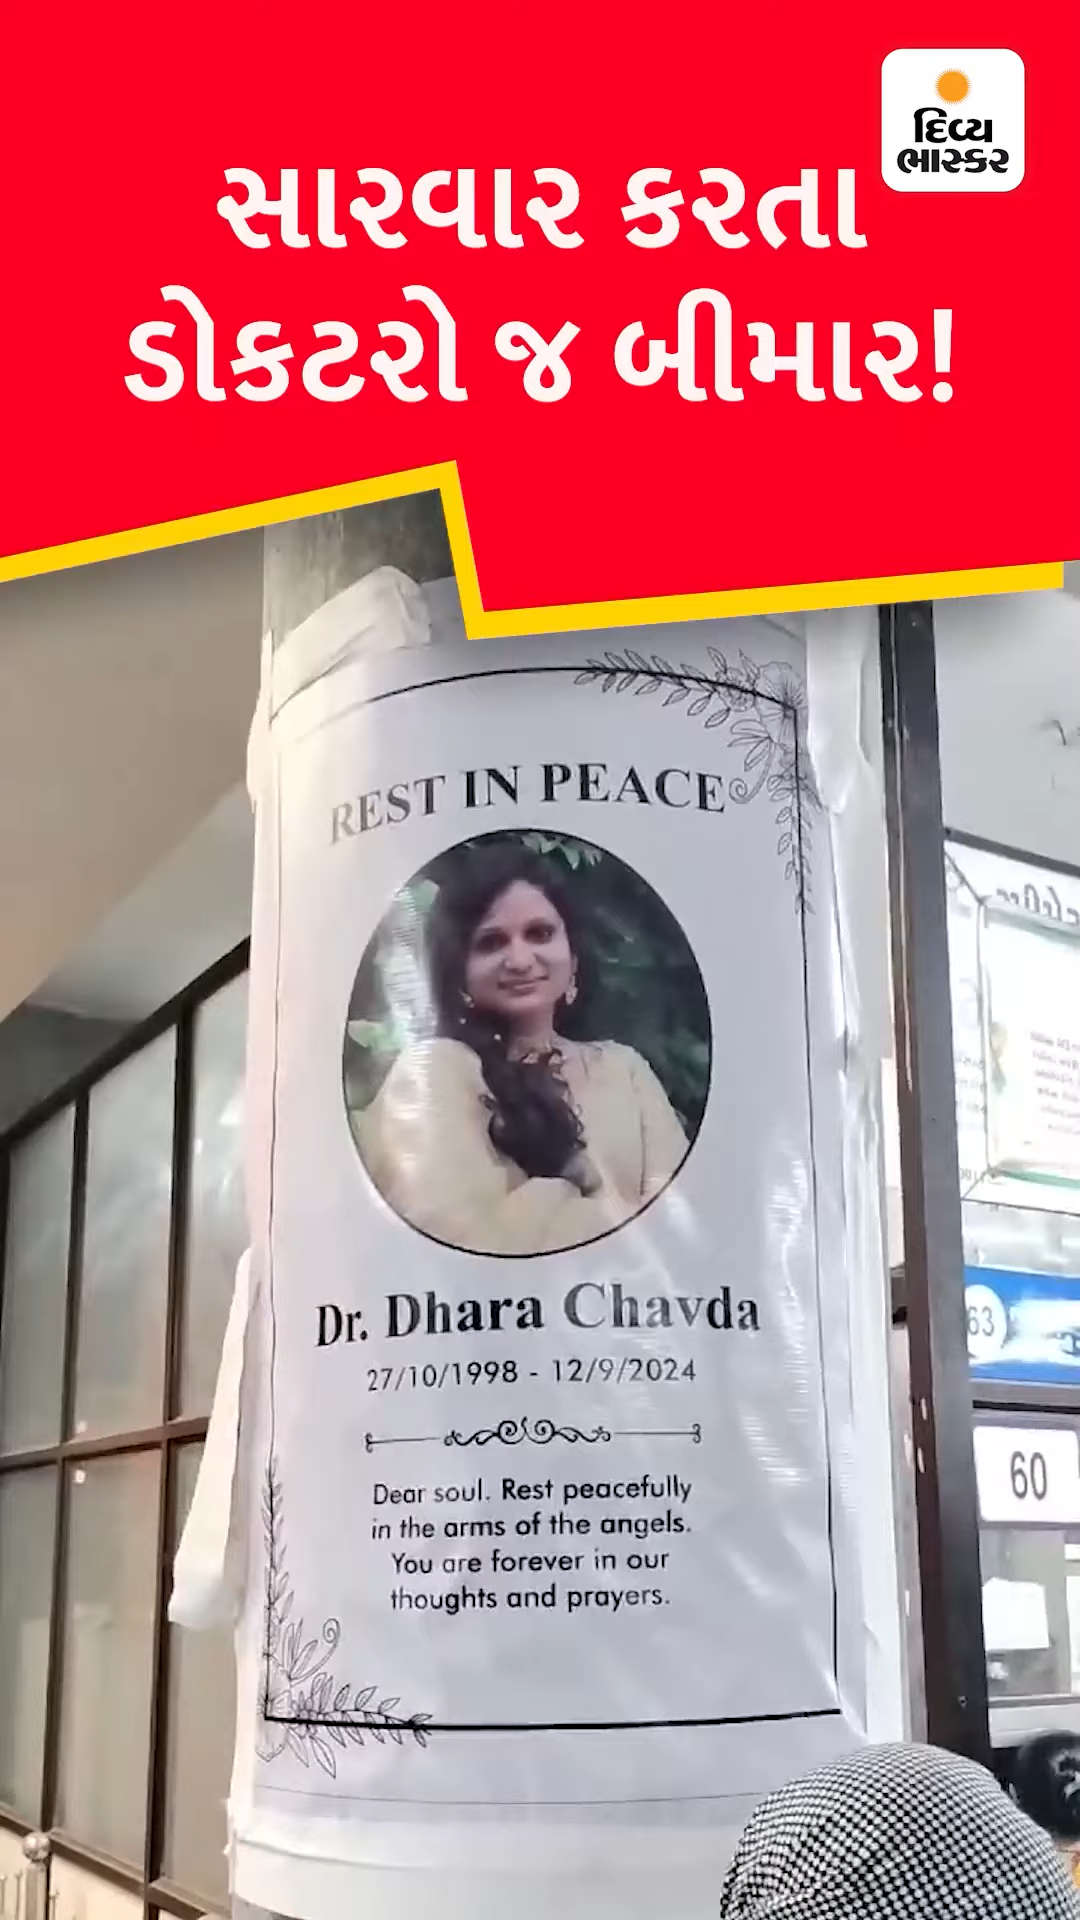 દિવ્ય
ભાસ્કર
સારવાર કરતા
ડોકટરો જ બીમાર!
REST IN PEACE
Dr. Dhara Chavda
27/10/1998 - 12/9/2024
Dear soul. Rest peacefully
in the arms of the angels.
You are forever in our
thoughts and prayers.
63
60